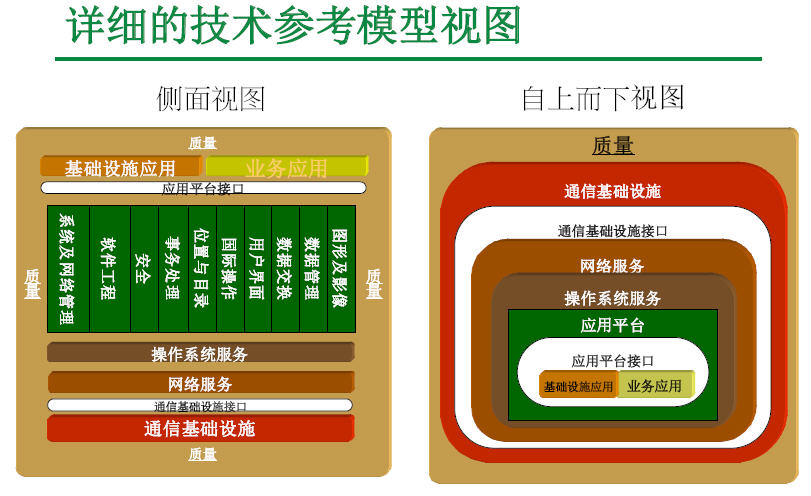 详细的技术参考模型视图
侧面视图
质量
基础设施应用
业务应用
应用平台接口
质量
系统及网络管理
软件工程
安全
事务处理
位置与目录
国际操作
用户界面
数据交换
数据管理
图形及影像
质量
操作系统服务
网络服务
通信基础设施接口
通信基础设施
质量
自上而下视图
质量
通信基础设施
通信基础设施接口
网络服务
操作系统服务
应用平台
应用平台接口
基础设施应用
业务应用